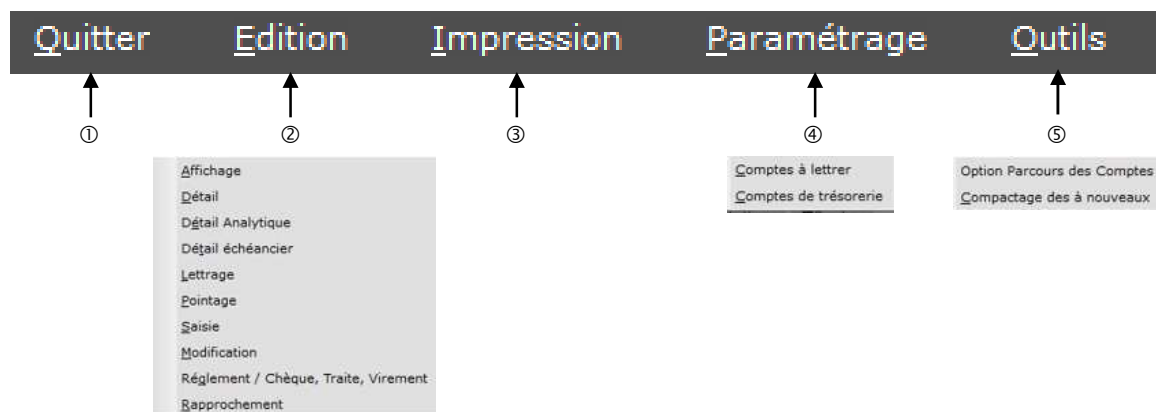 Quitter Edition Impression Paramétrage Outils
① ② ③ ④ ⑤
Affichage
Détail
Détail Analytique
Détail échéancier
Lettrage
Pointage
Saisie
Modification
Réglement / Chèque, Traite, Virement
Rapprochement
Comptes à lettrer
Comptes de trésorerie
Option Parcours des Comptes
Compactage des à nouveaux